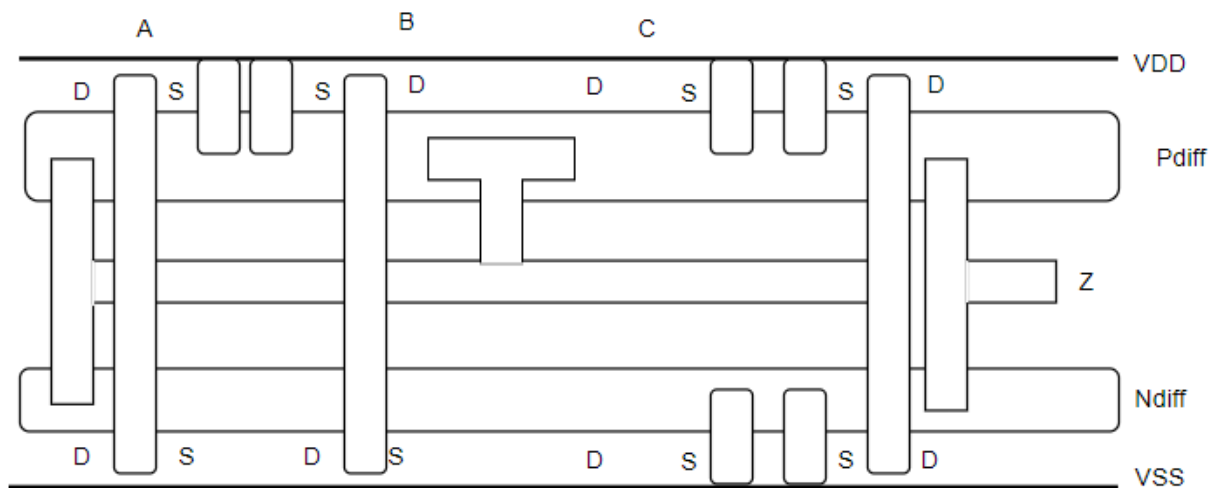 A B C
VDD
D S S D D S S D
Pdiff
Z
Ndiff
D S D S D S S D
VSS